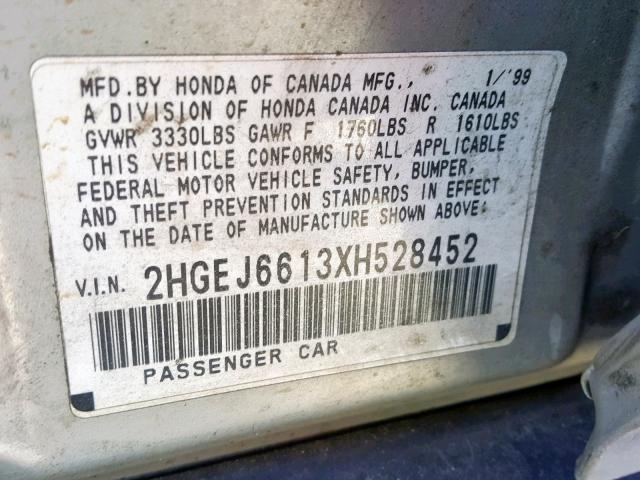 MFD.BY HONDA OF CANADA MFG., 1/'99
A DIVISION OF HONDA CANADA INC. CANADA
GVWR 3330LBS GAWR F 1760LBS R 1610LBS
THIS VEHICLE CONFORMS TO ALL APPLICABLE
FEDERAL MOTOR VEHICLE SAFETY, BUMPER,
AND THEFT PREVENTION STANDARDS IN EFFECT
ON THE DATE OF MANUFACTURE SHOWN ABOVE.
V.I.N. 2HGEJ6613XH528452
PASSENGER CAR